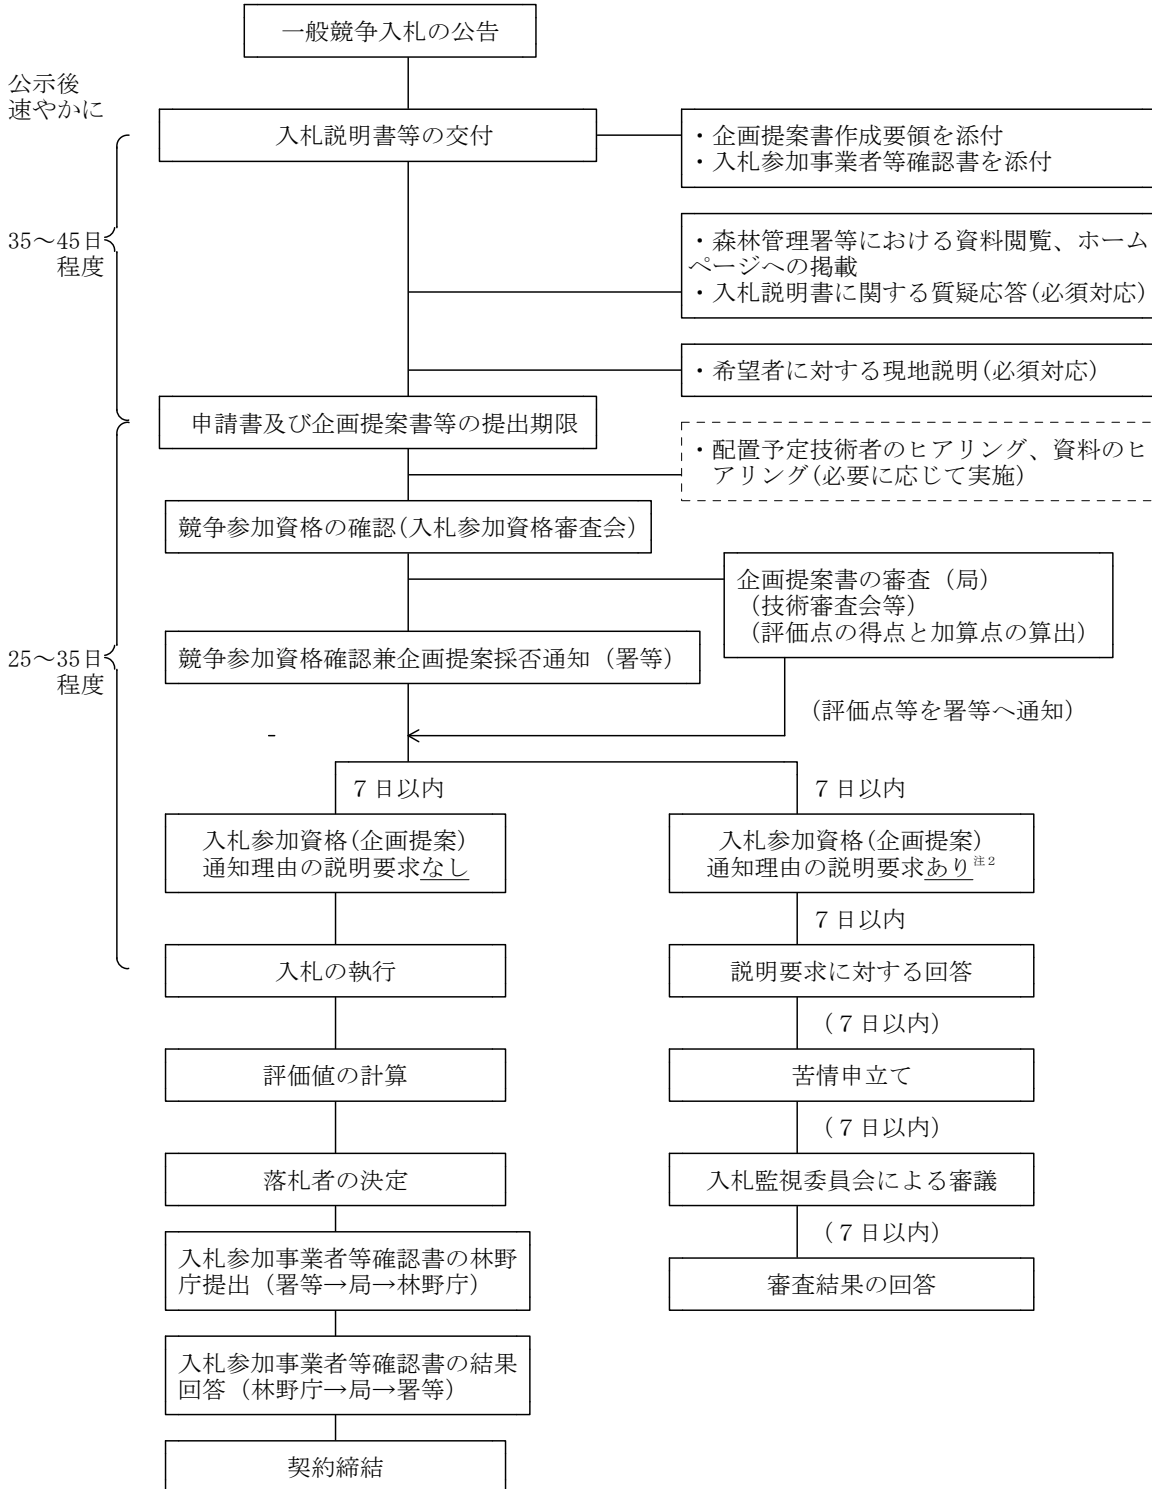 一般競争入札の公告
公示後
速やかに
入札説明書等の交付
・企画提案書作成要領を添付
・入札参加事業者等確認書を添付
35～45日
程度
・森林管理署等における資料閲覧、ホーム
ページへの掲載
・入札説明書に関する質疑応答(必須対応)
・希望者に対する現地説明(必須対応)
申請書及び企画提案書等の提出期限
・配置予定技術者のヒアリング、資料のヒ
アリング(必要に応じて実施)
競争参加資格の確認(入札参加資格審査会)
企画提案書の審査（局）
（技術審査会等）
（評価点の得点と加算点の算出）
25～35日
程度
競争参加資格確認兼企画提案採否通知（署等）
（評価点等を署等へ通知）
７日以内
７日以内
入札参加資格(企画提案)
通知理由の説明要求なし
入札参加資格(企画提案)
通知理由の説明要求あり注２
７日以内
入札の執行
説明要求に対する回答
（７日以内）
評価値の計算
苦情申立て
（７日以内）
落札者の決定
入札監視委員会による審議
（７日以内）
入札参加事業者等確認書の林野
庁提出（署等→局→林野庁）
審査結果の回答
入札参加事業者等確認書の結果
回答（林野庁→局→署等）
契約締結